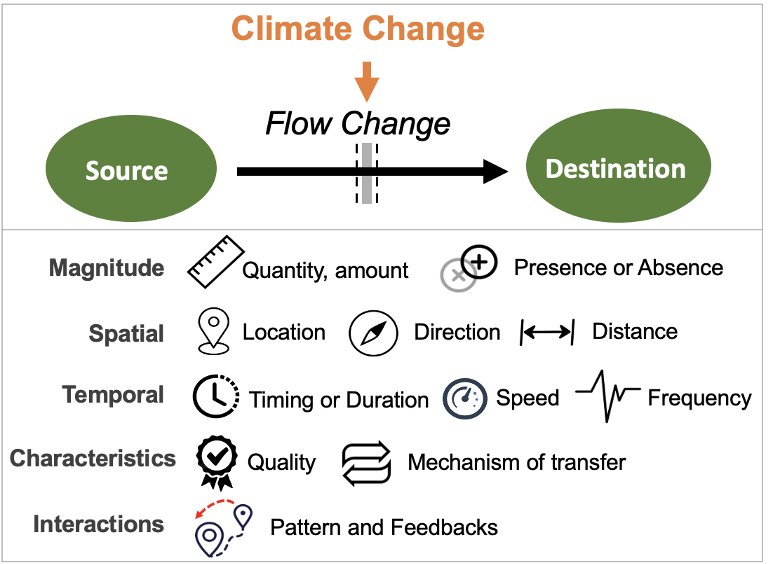 Climate Change
Flow Change
Source
Destination
Magnitude Quantity, amount Presence or Absence
Spatial Location Direction Distance
Temporal Timing or Duration Speed Frequency
Characteristics Quality Mechanism of transfer
Interactions Pattern and Feedbacks